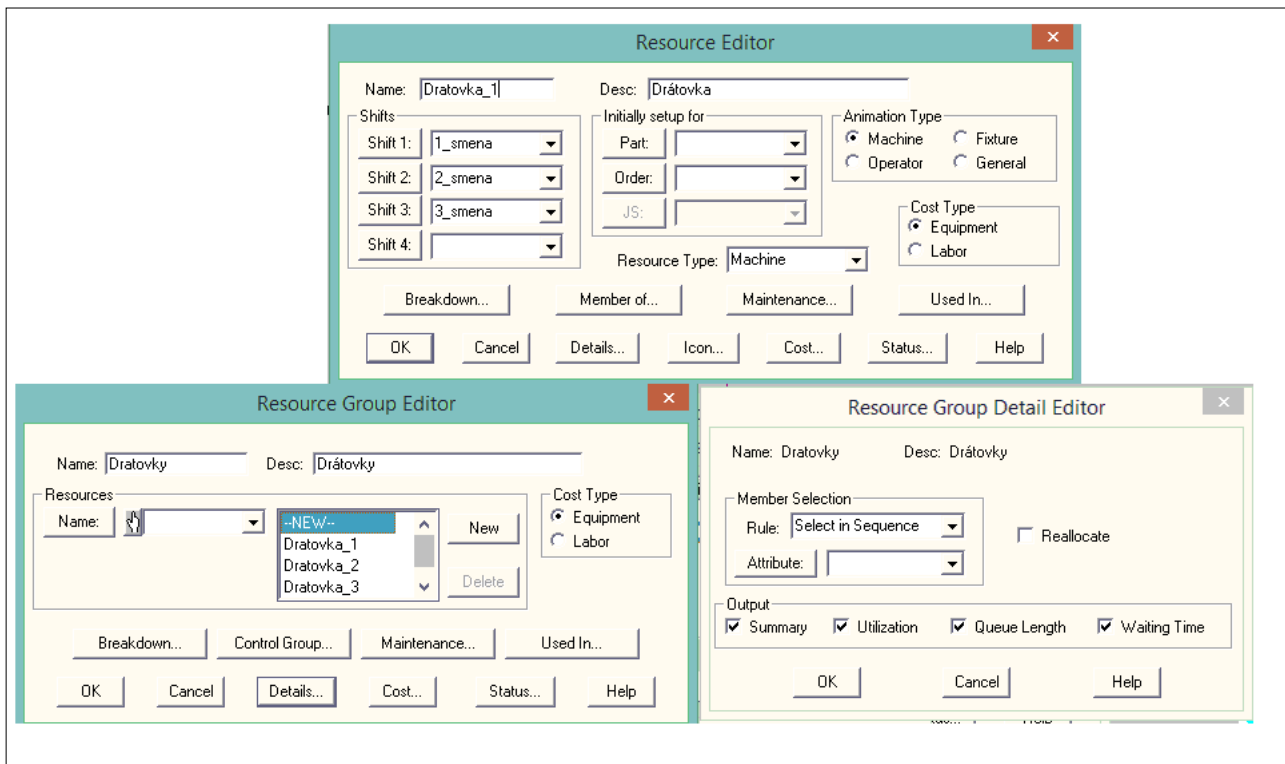 Resource Editor
Name: Dratovka_1 Desc: Drátovka
Shifts Initially setup for Animation Type
Shift 1: 1_smena Part: Machine Fixture
Shift 2: 2_smena Order: Operator General
Shift 3: 3_smena JS: Cost Type
Equipment
Shift 4: Resource Type: Machine Labor
Breakdown... Member of... Maintenance... Used In...
OK Cancel Details... Icon... Cost... Status... Help
Resource Group Editor
Name: Dratovky Desc: Drátovky
Resources Cost Type
Name: --NEW-- New Equipment
Dratovka_1 Labor
Dratovka_2
Dratovka_3 Delete
Breakdown... Control Group... Maintenance... Used In...
OK Cancel Details... Cost... Status... Help
Resource Group Detail Editor
Name: Dratovky Desc: Drátovky
Member Selection
Rule: Select in Sequence Reallocate
Attribute:
Output
Summary Utilization Queue Length Waiting Time
OK Cancel Help